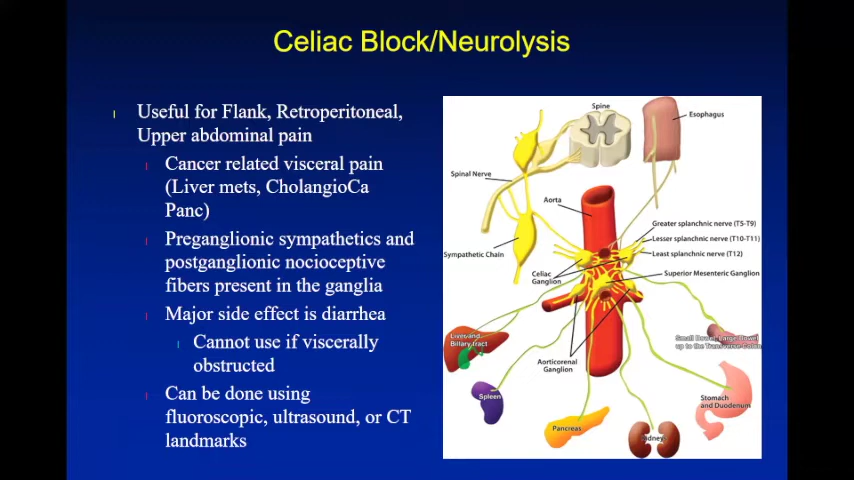 Celiac Block/Neurolysis
Useful for Flank, Retroperitoneal,
Upper abdominal pain
Cancer related visceral pain
(Liver mets, CholangioCa
Panc)
Preganglionic sympathetics and
postganglionic nocioceptive
fibers present in the ganglia
Major side effect is diarrhea
Cannot use if viscerally
obstructed
Can be done using
fluoroscopic, ultrasound, or CT
landmarks
Spine
Esophagus
Spinal Nerve
Aorta
Greater splanchnic nerve (T5-T9)
Lesser splanchnic nerve (T10-T11)
Least splanchnic nerve (T12)
Sympathetic Chain
Celiac
Ganglion
Superior Mesenteric Ganglion
Liver and
Biliary tract
Small Bowel, Large Bowel
up to the Transverse Colon
Aorticorenal
Ganglion
Spleen
Stomach
and Duodenum
Pancreas
Kidney